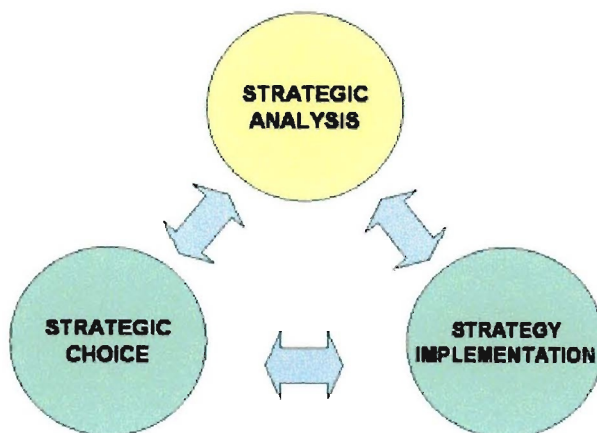 STRATEGIC
ANALYSIS
STRATEGIC
CHOICE
STRATEGY
IMPLEMENTATION